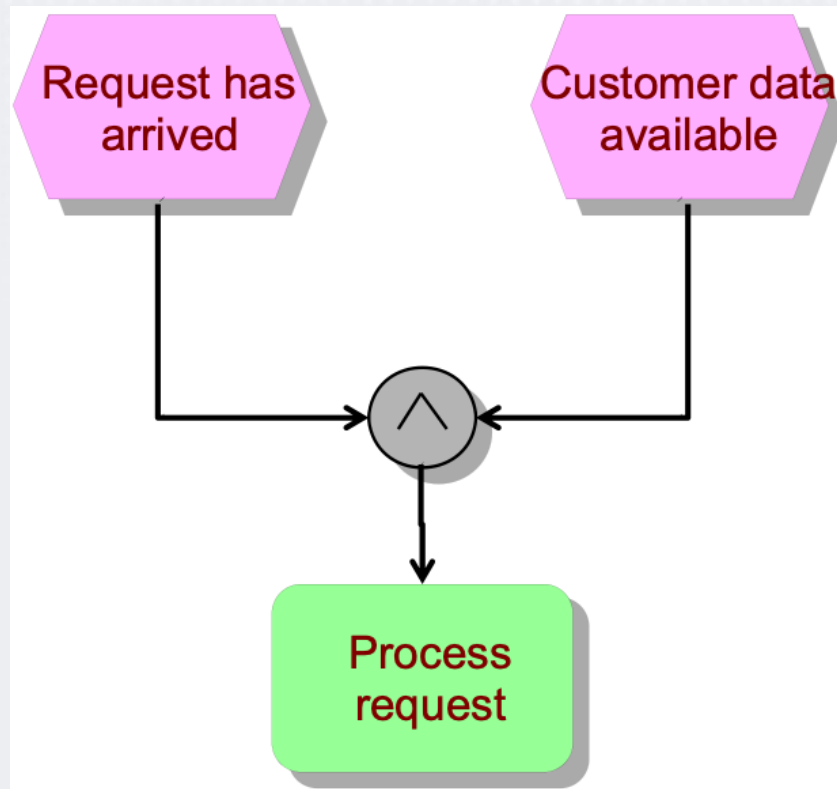 Request has
arrived
Customer data
available
∧
Process
request